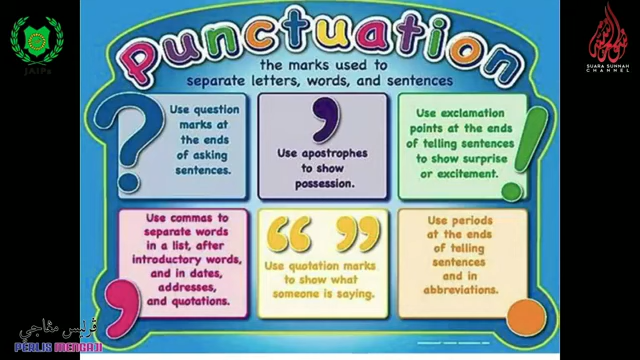 JAIPs
SUARA SUNNAH
CHANNEL
Punctuation
the marks used to
separate letters, words, and sentences
?
Use question
marks at
the ends
of asking
sentences.
’
Use apostrophes
to show
possession.
Use exclamation
points at the ends
of telling sentences
to show surprise
or excitement.
!
Use commas to
separate words
in a list, after
introductory words,
and in dates,
addresses,
and quotations.
,
“ ”
Use quotation marks
to show what
someone is saying.
Use periods
at the ends
of telling
sentences
and in
abbreviations.
.
ڤرليس مڠاجي
PERLIS MENGAJI